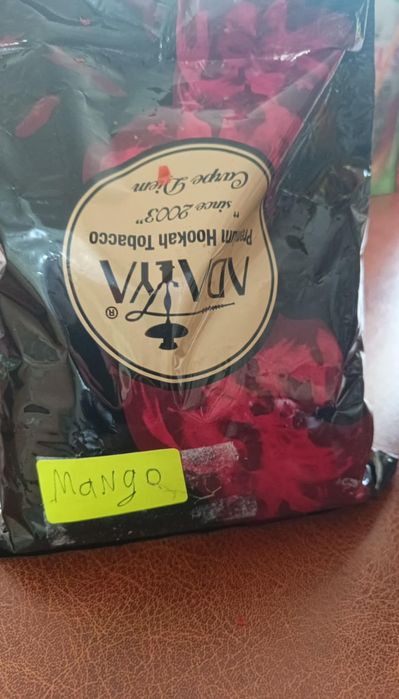 ADALYA®
Premium Hookah Tobacco
"since 2003"
Carpe Diem
Mango